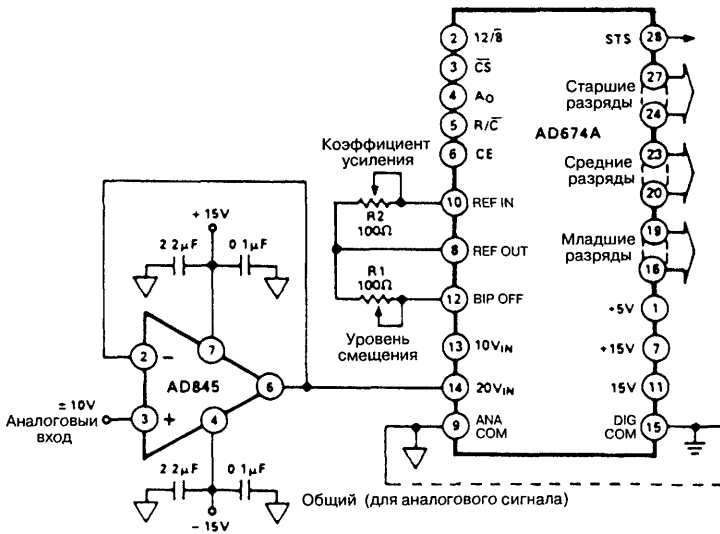 2 12/8̅ STS 28
3 C̅S̅ 27
4 A₀ Старшие разряды
5 R/C̅ 24
AD674A
6 CE 23
Коэффициент
усиления
Средние
разряды
20
10 REF IN
R2
100Ω
19
8 REF OUT
Младшие
разряды
16
R1
100Ω
12 BIP OFF
+5V 1
Уровень
смещения
13 10VIN
+15V 7
14 20VIN
15V 11
9 ANA
COM
DIG
COM 15
+15V
2 2µF 0 1µF
2 −
7
AD845
6
3 +
4
±10V
Аналоговый
вход
2 2µF 0 1µF
−15V
Общий (для аналогового сигнала)